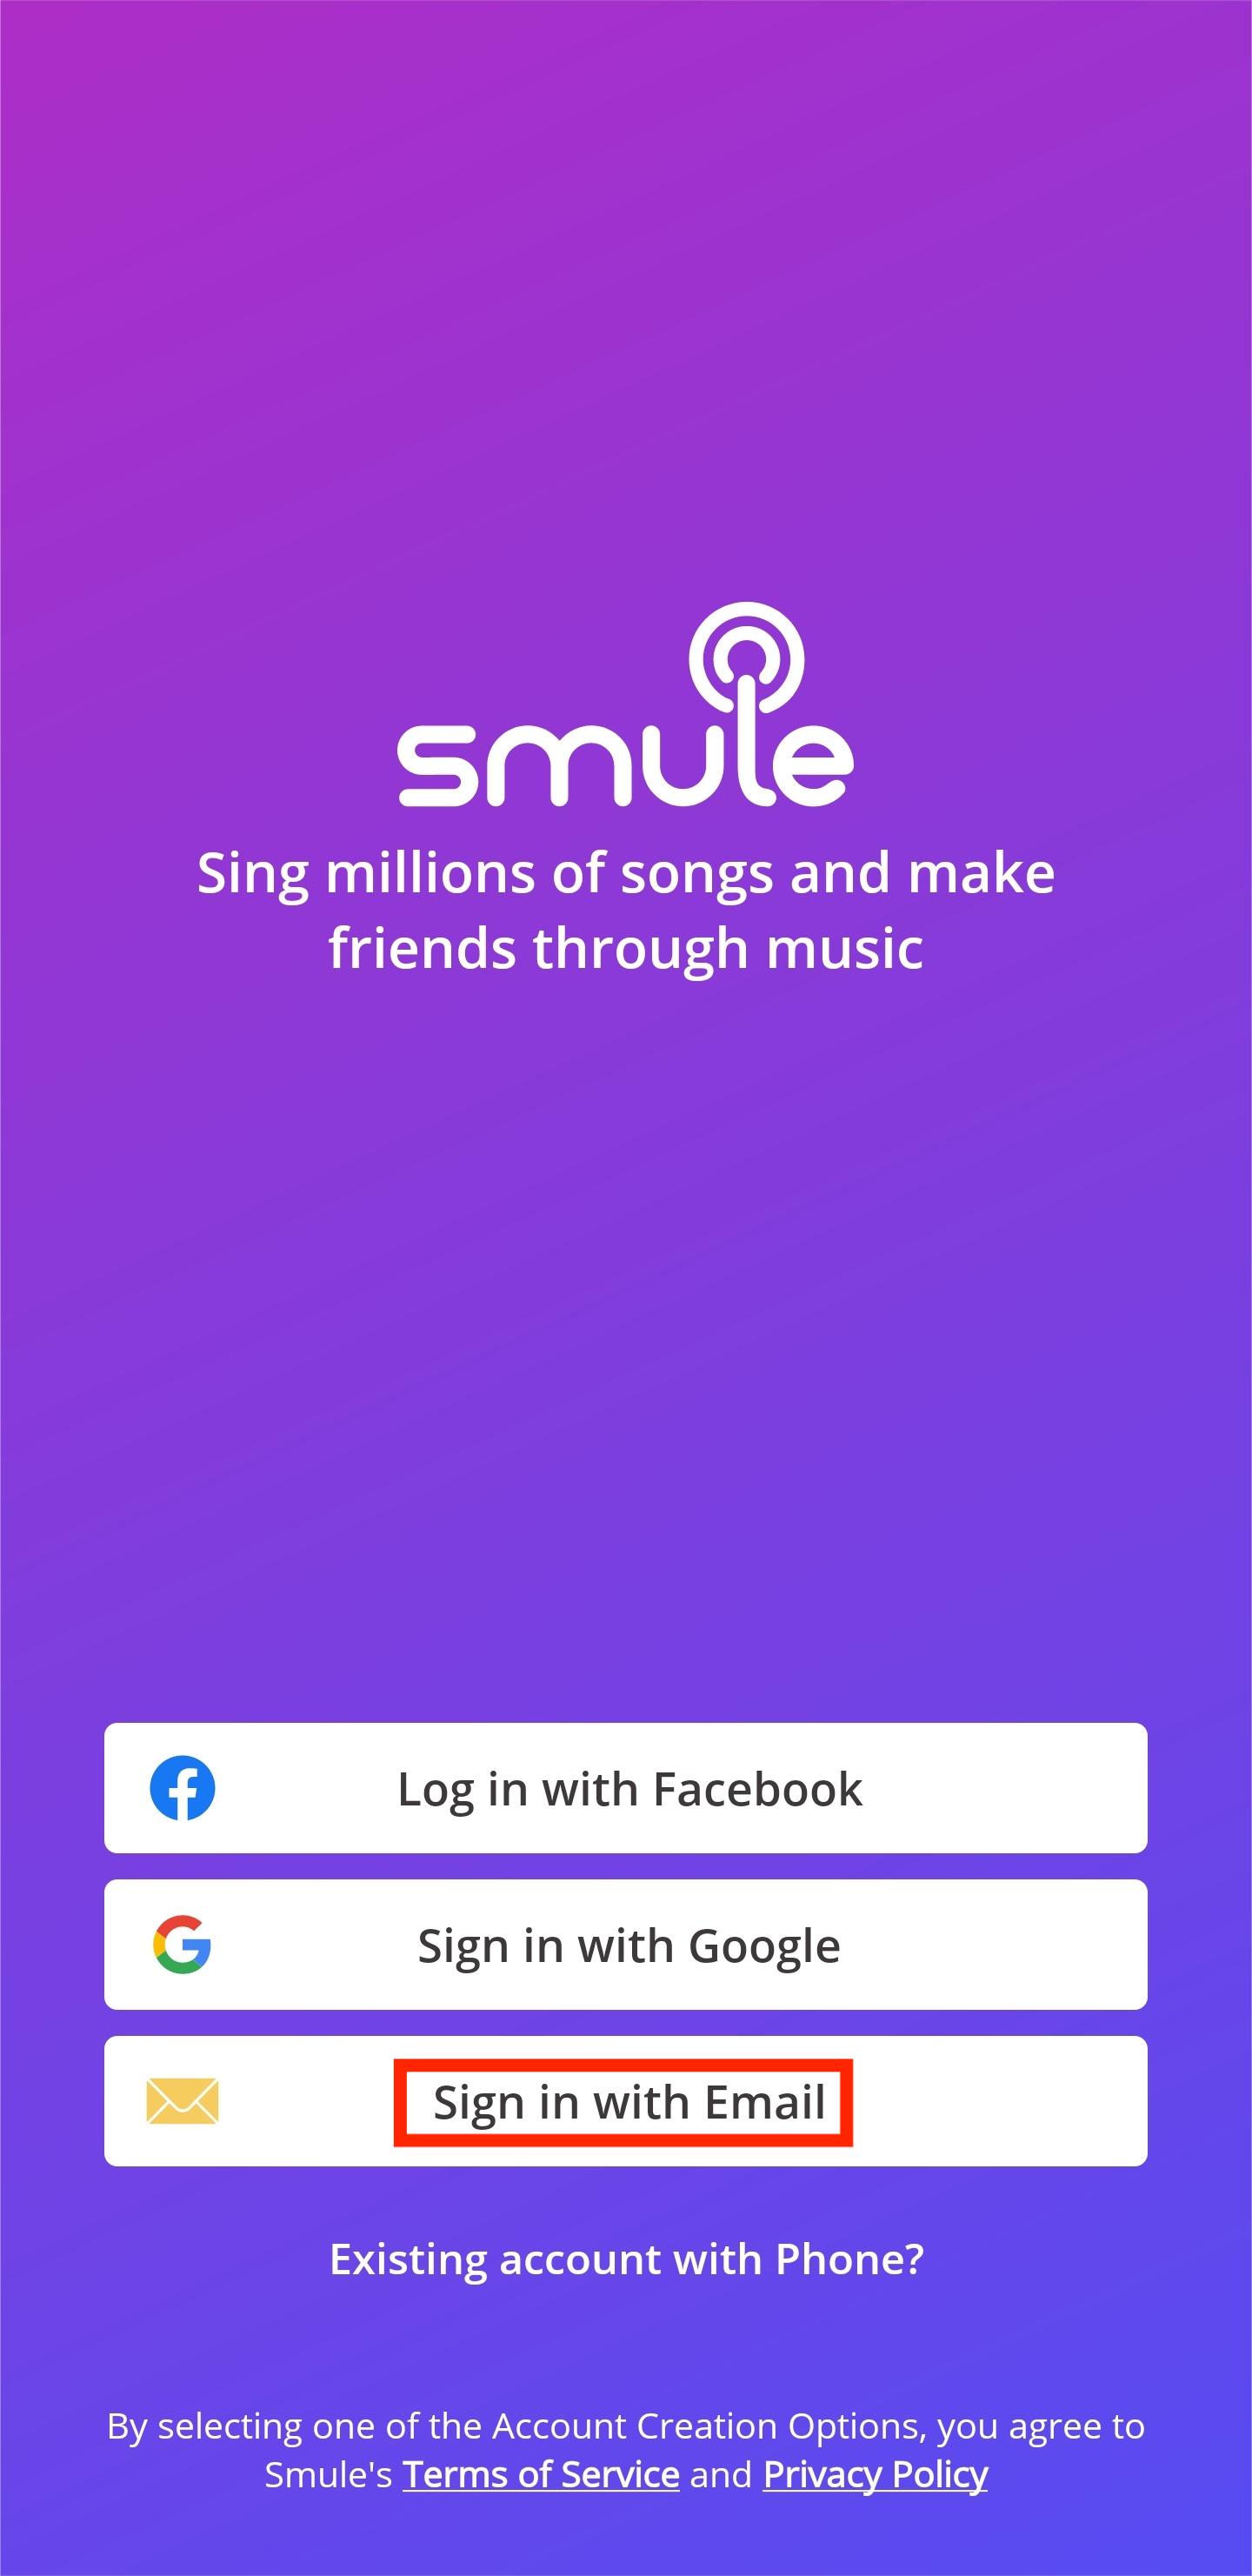 smule
Sing millions of songs and make
friends through music
Log in with Facebook
Sign in with Google
Sign in with Email
Existing account with Phone?
By selecting one of the Account Creation Options, you agree to
Smule's Terms of Service and Privacy Policy